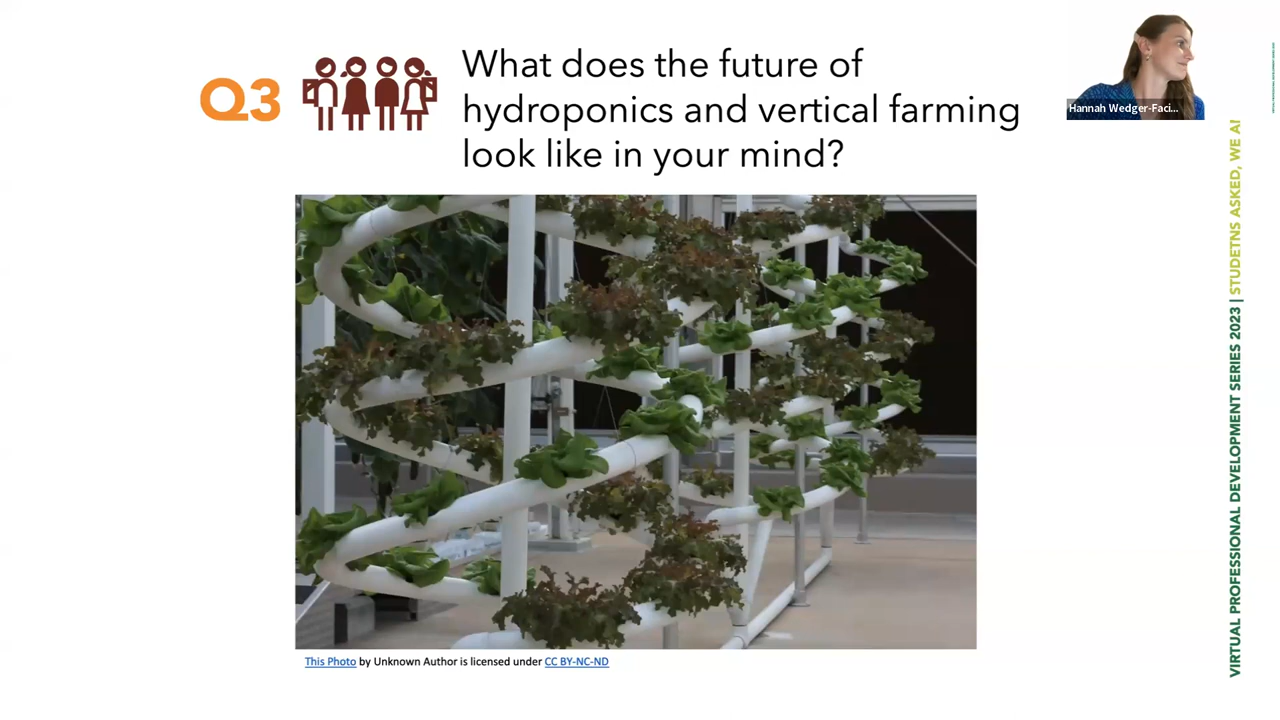 Q3
What does the future of
hydroponics and vertical farming
look like in your mind?
Hannah Wedger-Faci...
This Photo by Unknown Author is licensed under CC BY-NC-ND
VIRTUAL PROFESSIONAL DEVELOPMENT SERIES 2023 | STUDETNS ASKED, WE A